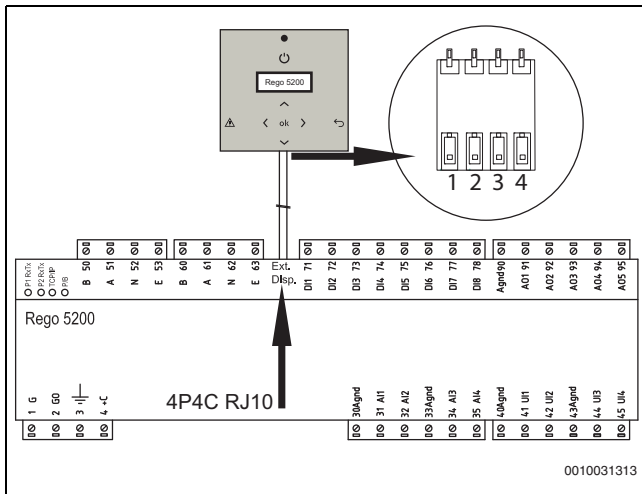 Rego 5200
ok
1 2 3 4
P1 RxTx
P2 RxTx
TCP/IP
P/B
B 50
A 51
N 52
E 53
B 60
A 61
N 62
E 63
Ext.
Disp.
DI1 71
DI2 72
DI3 73
DI4 74
DI5 75
DI6 76
DI7 77
DI8 78
Agnd90
AO1 91
AO2 92
AO3 93
AO4 94
AO5 95
Rego 5200
4P4C RJ10
1 G
2 G0
3
4 +C
30Agnd
31 AI1
32 AI2
33Agnd
34 AI3
35 AI4
40Agnd
41 UI1
42 UI2
43Agnd
44 UI3
45 UI4
0010031313